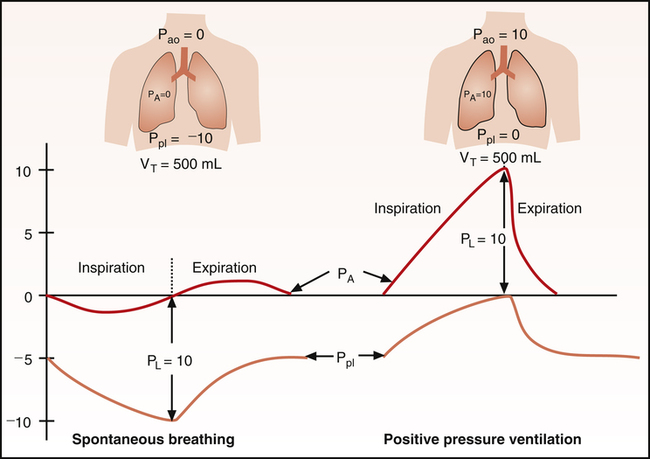 Pao = 0
PA=0
Ppl = −10
VT = 500 mL
Pao = 10
PA=10
Ppl = 0
VT = 500 mL
10
5
0
−5
−10
Inspiration
Expiration
PL = 10
PA
Ppl
Inspiration
Expiration
PL = 10
Spontaneous breathing
Positive pressure ventilation